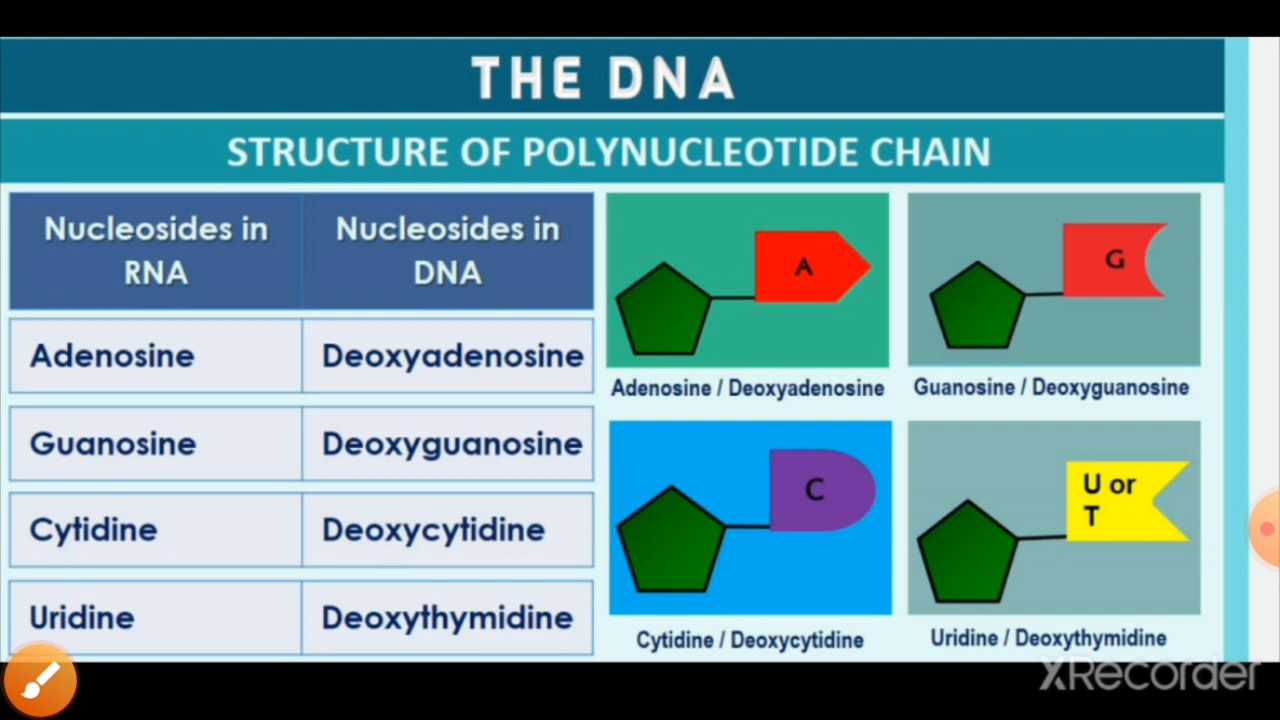 THE DNA
STRUCTURE OF POLYNUCLEOTIDE CHAIN
Nucleosides in
RNA
Nucleosides in
DNA
Adenosine
Deoxyadenosine
Guanosine
Deoxyguanosine
Cytidine
Deoxycytidine
Uridine
Deoxythymidine
A
Adenosine / Deoxyadenosine
G
Guanosine / Deoxyguanosine
C
Cytidine / Deoxycytidine
U or
T
Uridine / Deoxythymidine
XRecorder